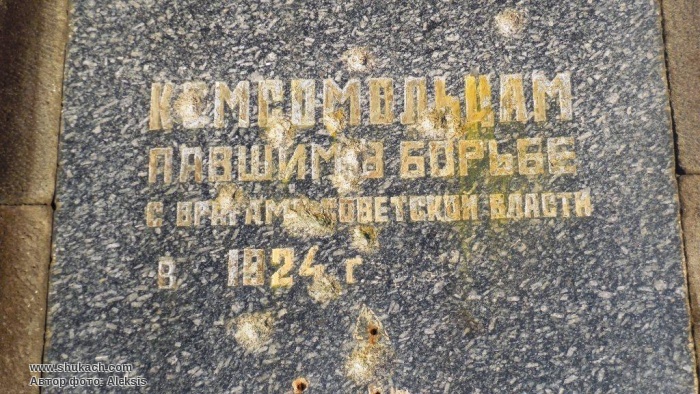 КОМСОМОЛЬЦАМ
ПАВШИМ В БОРЬБЕ
С ВРАГАМИ СОВЕТСКОЙ ВЛАСТИ
В 1924 г
www.shukach.com
Автор фото: Aleksis